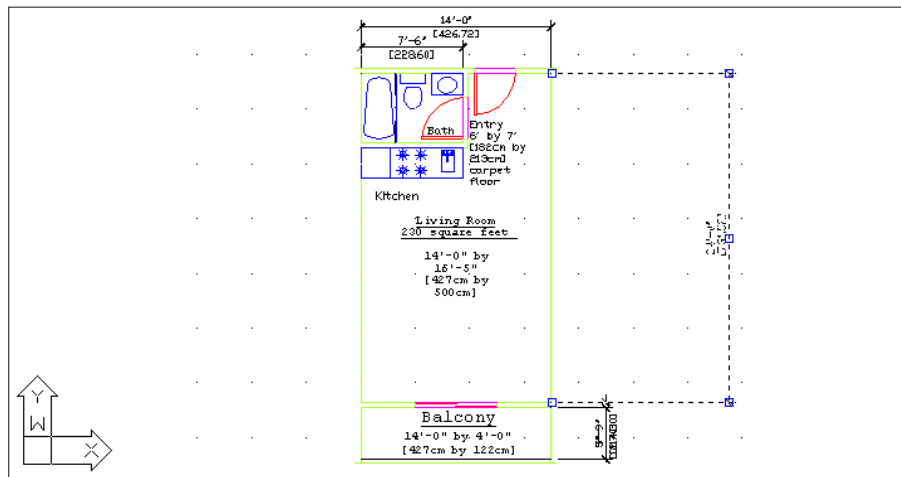 14'-0"
[426.72]
7'-6"
[228.60]
Bath
Entry
6' by 7'
[182cm by
213cm]
carpet
floor
Kitchen
Living Room
230 square feet
14'-0" by
16'-5"
[427cm by
500cm]
Balcony
14'-0" by 4'-0"
[427cm by 122cm]
Y
W
X